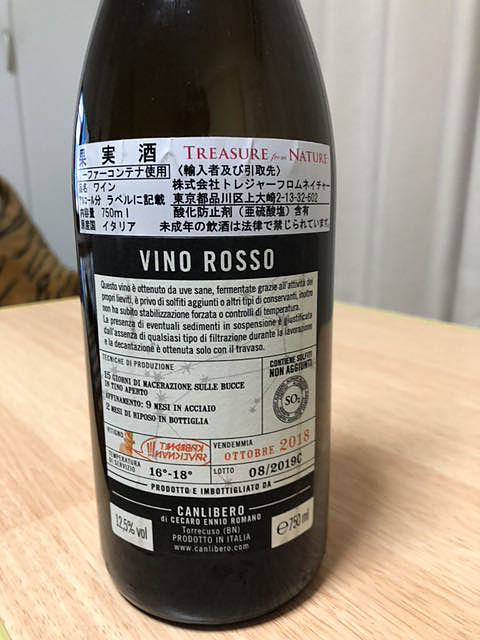 果実酒 TREASURE from NATURE
リーファーコンテナ使用 〈輸入者及び引取先〉
品名 ワイン 株式会社トレジャーフロムネイチャー
アルコール分 ラベルに記載 東京都品川区上大崎2-13-32-602
内容量 750ml 酸化防止剤（亜硫酸塩）含有
原産国 イタリア 未成年の飲酒は法律で禁じられています。
VINO ROSSO
Questo vino è ottenuto da uve sane, fermentate grazie all'attività dei
propri lieviti, è privo di solfiti aggiunti o altri tipi di conservanti, inoltre
non ha subito stabilizzazione forzata o controlli di temperatura.
La presenza di eventuali sedimenti in sospensione è giustificata
dall'assenza di qualsiasi tipo di filtrazione durante la lavorazione
e la decantazione è ottenuta solo con il travaso.
TECNICHE DI PRODUZIONE
15 GIORNI DI MACERAZIONE SULLE BUCCE
IN TINO APERTO
AFFINAMENTO: 9 MESI IN ACCIAIO
2 MESI DI RIPOSO IN BOTTIGLIA
CONTIENE SOLFITI
NON AGGIUNTI
SO2
VITIGNO
VENDEMMIA
OTTOBRE 2018
TEMPERATURA
DI SERVIZIO
16°-18°
LOTTO 08/2019C
PRODOTTO E IMBOTTIGLIATO DA
CANLIBERO
di CECARO ENNIO ROMANO
Torrecuso (BN)
PRODOTTO IN ITALIA
www.canlibero.com
12,5% vol
e 750 ml